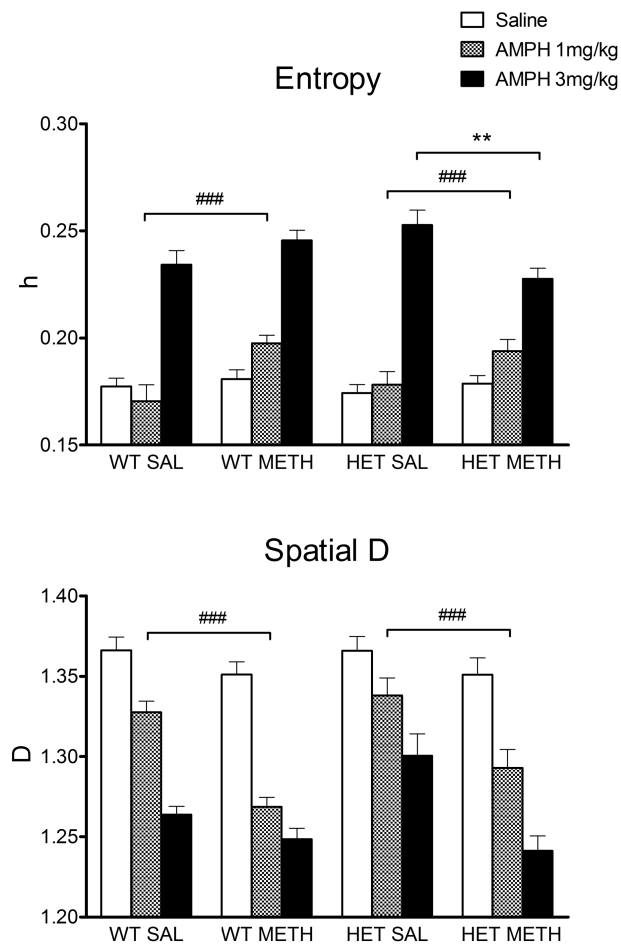 Saline
AMPH 1mg/kg
AMPH 3mg/kg
Entropy
0.30
**
###
###
0.25
h
0.20
0.15
WT SAL WT METH HET SAL HET METH
Spatial D
1.40
### ###
1.35
1.30
D
1.25
1.20
WT SAL WT METH HET SAL HET METH